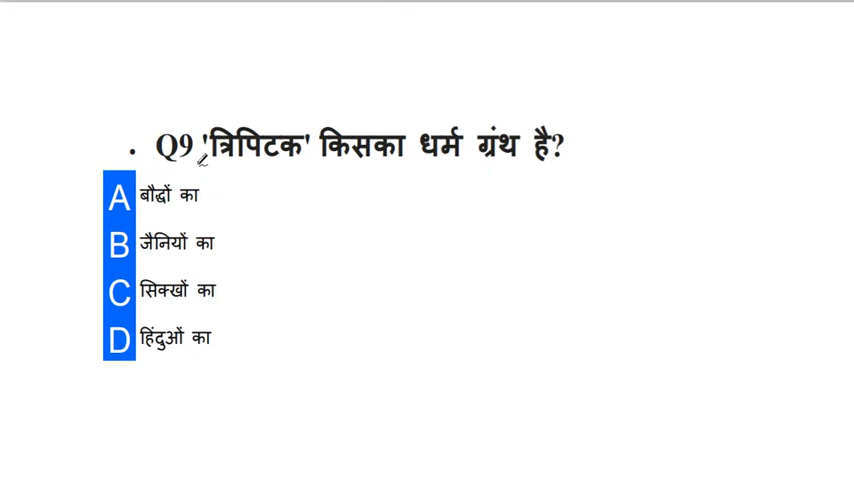 . Q9 'त्रिपिटक' किसका धर्म ग्रंथ है?
A बौद्धों का
B जैनियों का
C सिक्खों का
D हिंदुओं का